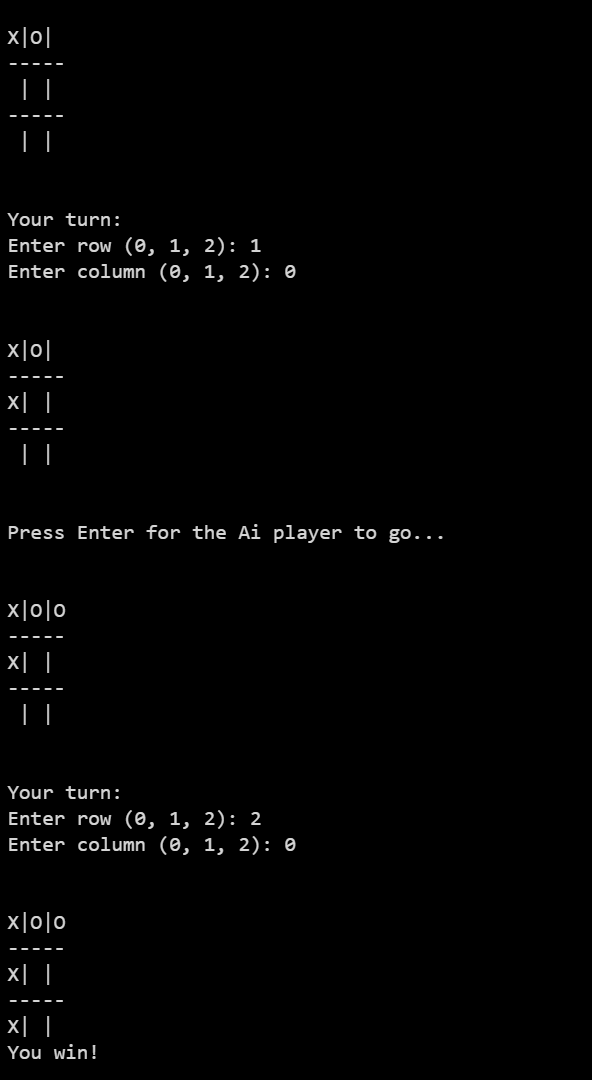 X|O|
-----
 | |
-----
 | |
Your turn:
Enter row (0, 1, 2): 1
Enter column (0, 1, 2): 0
X|O|
-----
X| |
-----
 | |
Press Enter for the Ai player to go...
X|O|O
-----
X| |
-----
 | |
Your turn:
Enter row (0, 1, 2): 2
Enter column (0, 1, 2): 0
X|O|O
-----
X| |
-----
X| |
You win!